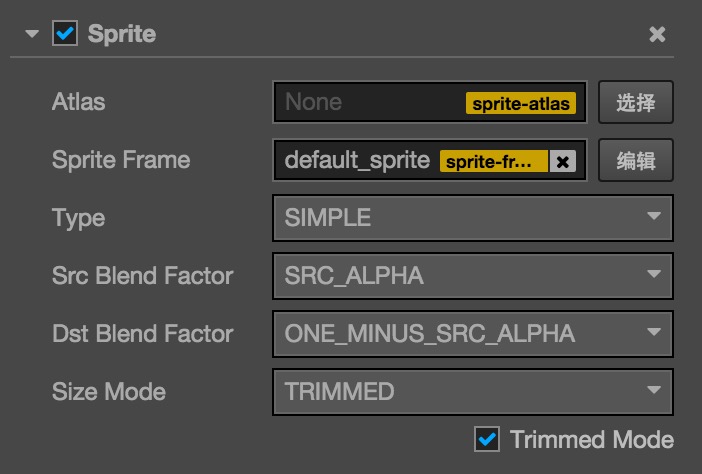 Sprite
Atlas None sprite-atlas 选择
Sprite Frame default_sprite sprite-fr... 编辑
Type SIMPLE
Src Blend Factor SRC_ALPHA
Dst Blend Factor ONE_MINUS_SRC_ALPHA
Size Mode TRIMMED
Trimmed Mode